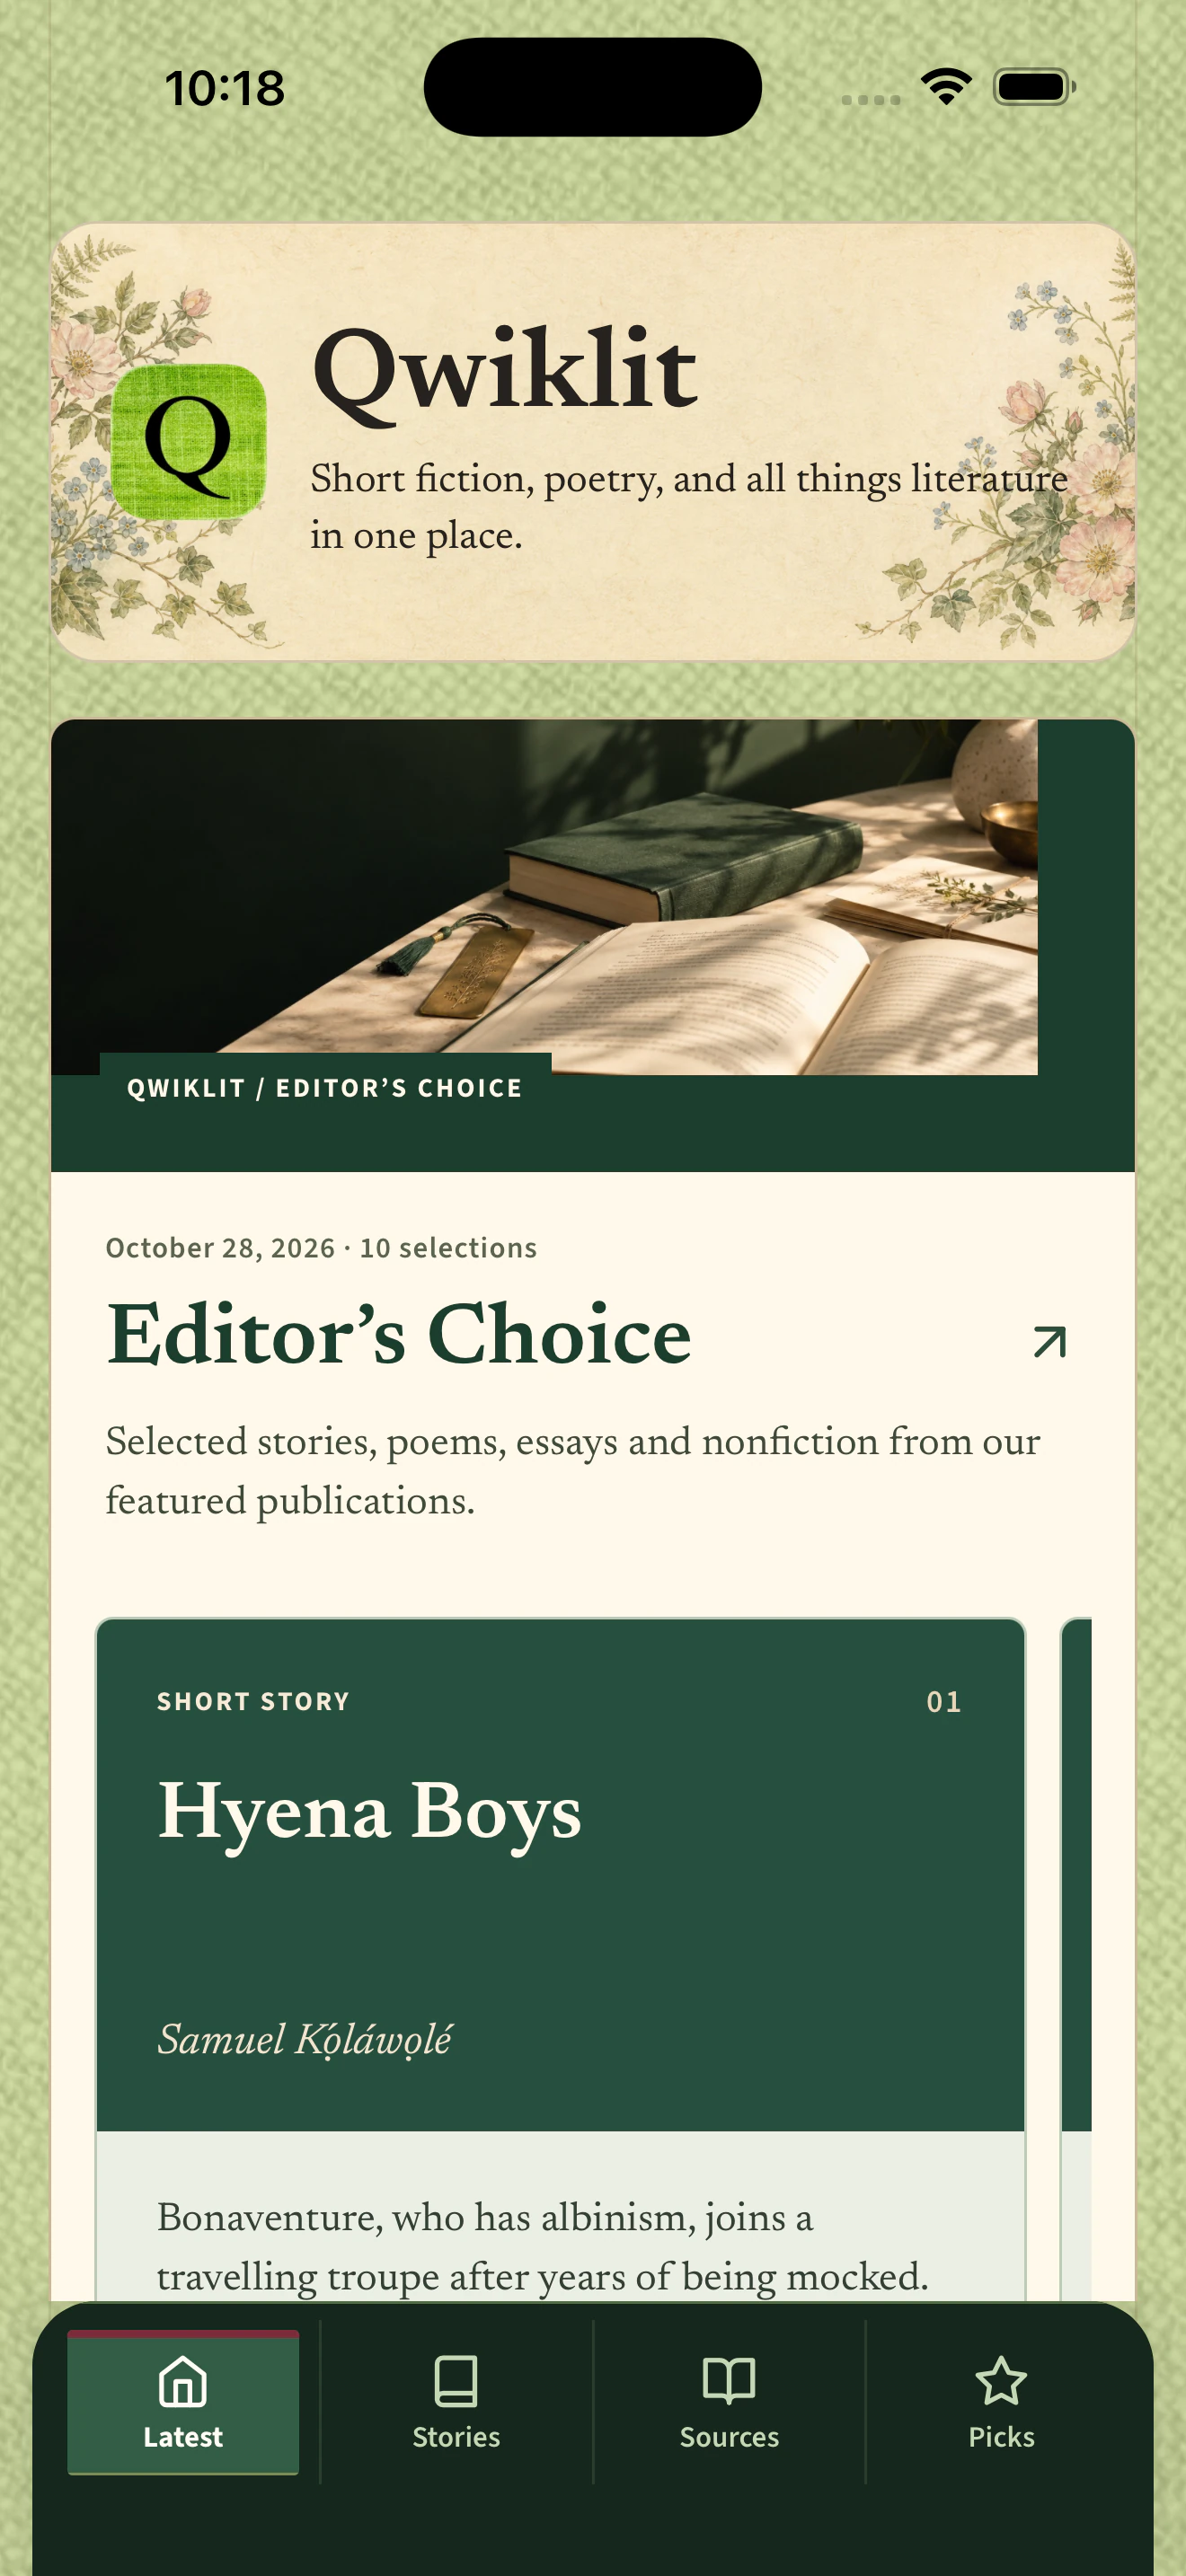 10:18
Q
Qwiklit
Short fiction, poetry, and all things literature
in one place.
QWIKLIT / EDITOR’S CHOICE
October 28, 2026 · 10 selections
Editor’s Choice
Selected stories, poems, essays and nonfiction from our
featured publications.
SHORT STORY 01
Hyena Boys
Samuel Kọ́láwọlé
Bonaventure, who has albinism, joins a
travelling troupe after years of being mocked.
Latest Stories Sources Picks